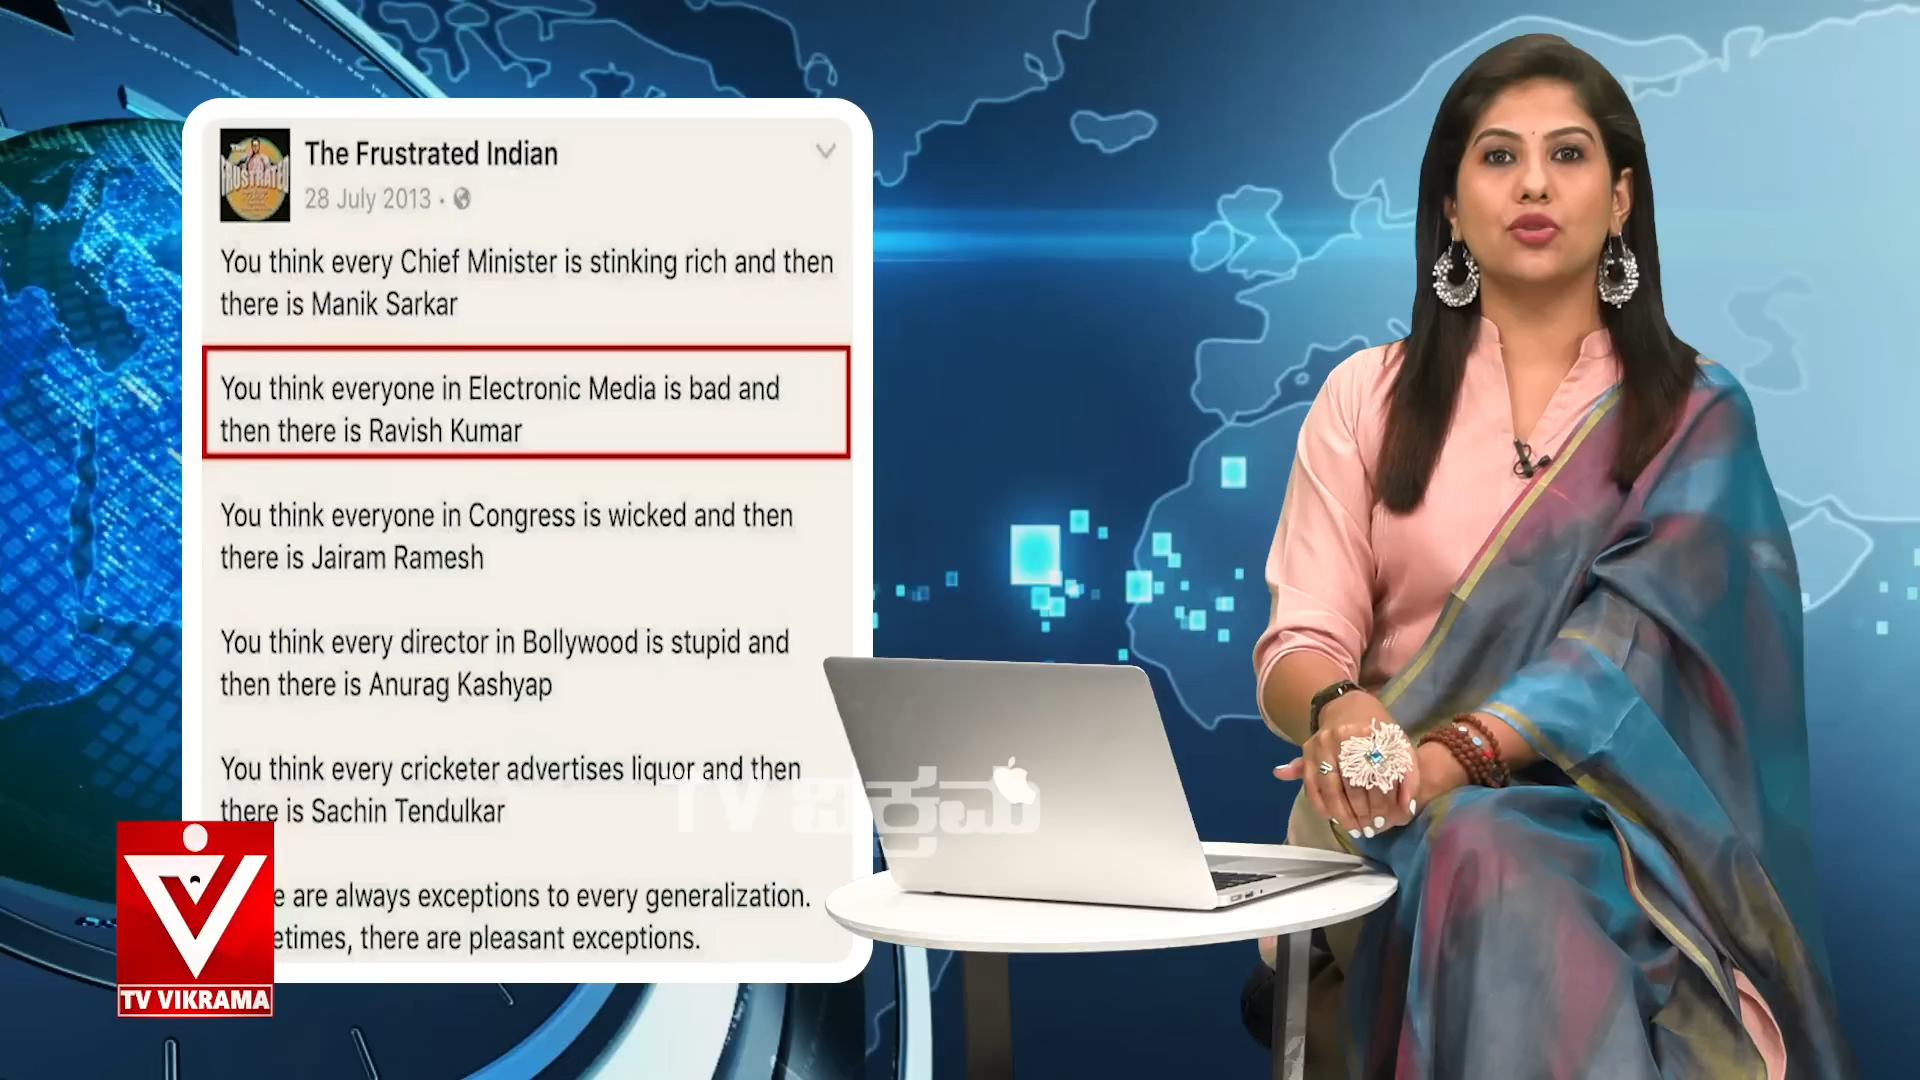 The Frustrated Indian
28 July 2013 ·
You think every Chief Minister is stinking rich and then
there is Manik Sarkar
You think everyone in Electronic Media is bad and
then there is Ravish Kumar
You think everyone in Congress is wicked and then
there is Jairam Ramesh
You think every director in Bollywood is stupid and
then there is Anurag Kashyap
You think every cricketer advertises liquor and then
there is Sachin Tendulkar
e are always exceptions to every generalization.
etimes, there are pleasant exceptions.
TV ವಿಕ್ರಮ
TV VIKRAMA